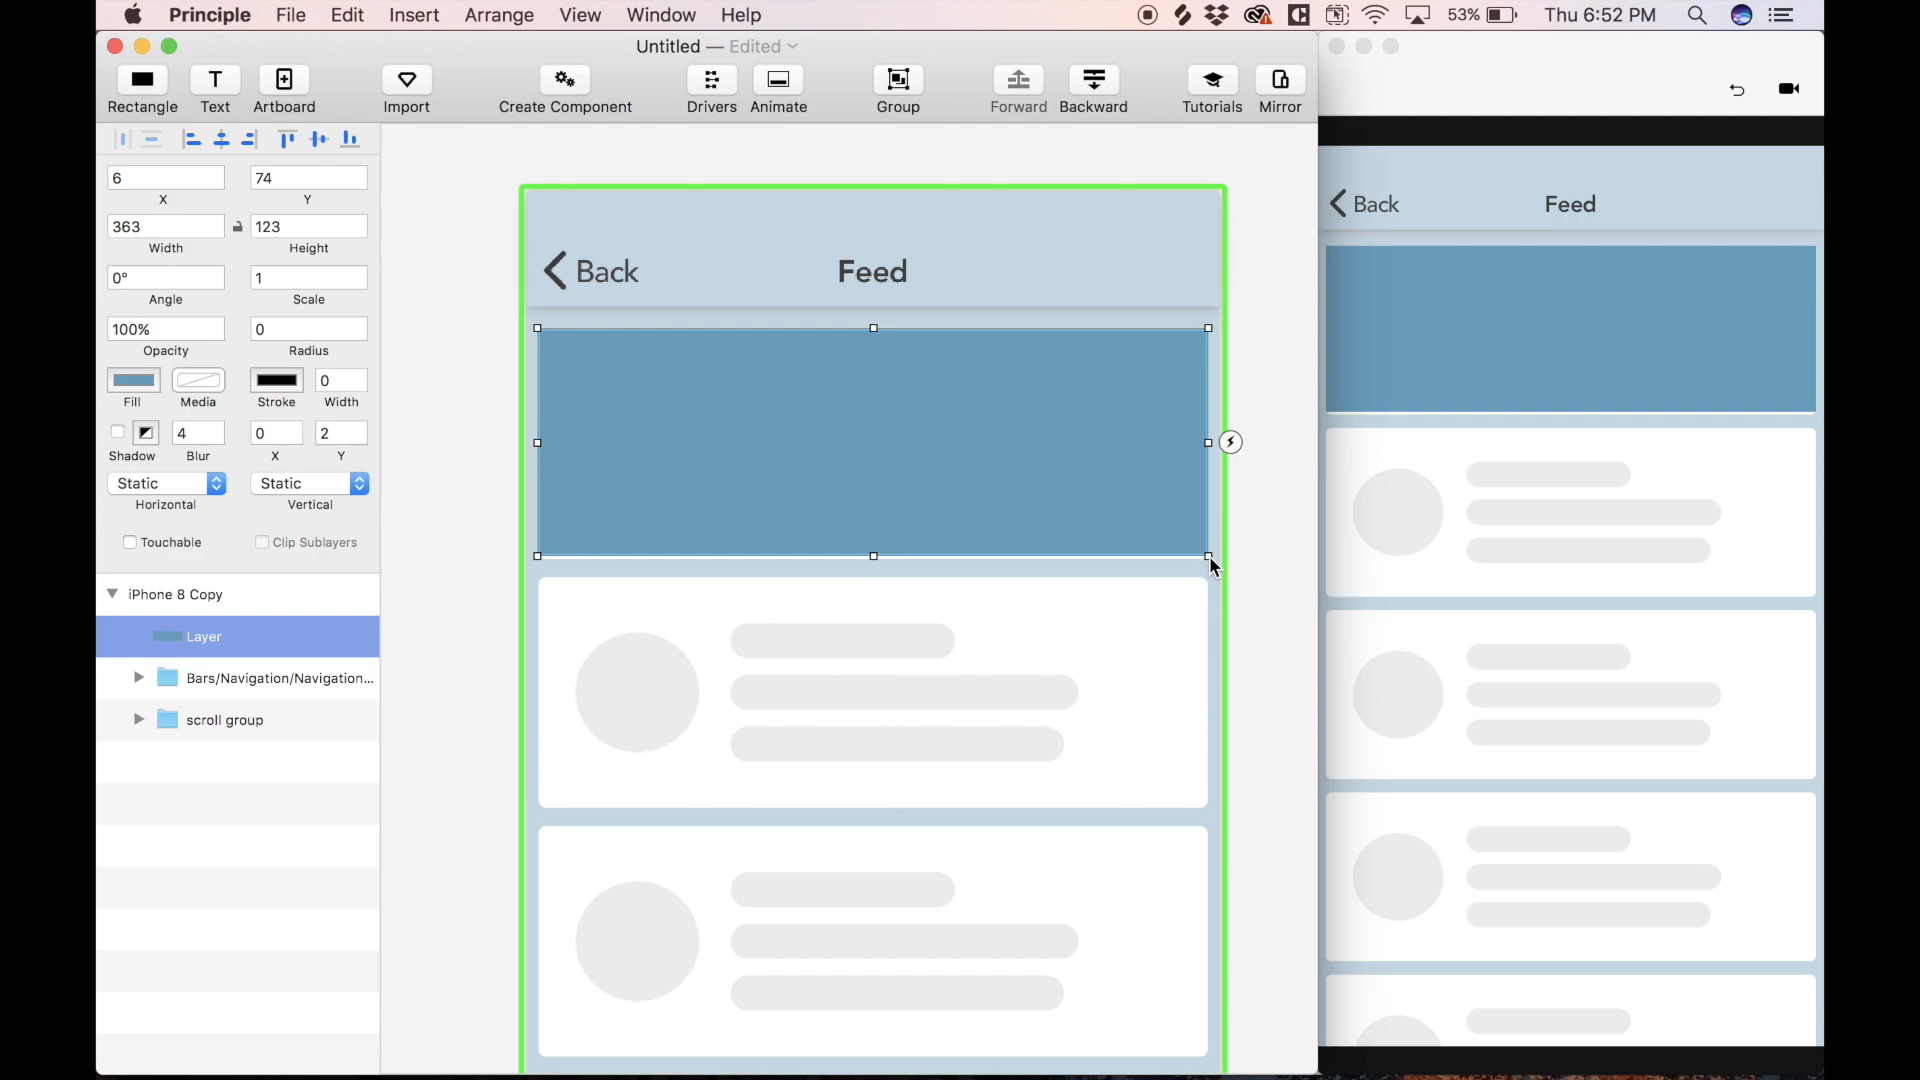 Principle File Edit Insert Arrange View Window Help 53% Thu 6:52 PM
Untitled — Edited
Rectangle Text Artboard Import Create Component Drivers Animate Group Forward Backward Tutorials Mirror
6 74
X Y
363 123
Width Height
0° 1
Angle Scale
100% 0
Opacity Radius
0
Fill Media Stroke Width
4 0 2
Shadow Blur X Y
Static Static
Horizontal Vertical
Touchable Clip Sublayers
iPhone 8 Copy
Layer
Bars/Navigation/Navigation...
scroll group
Back Feed
Back Feed